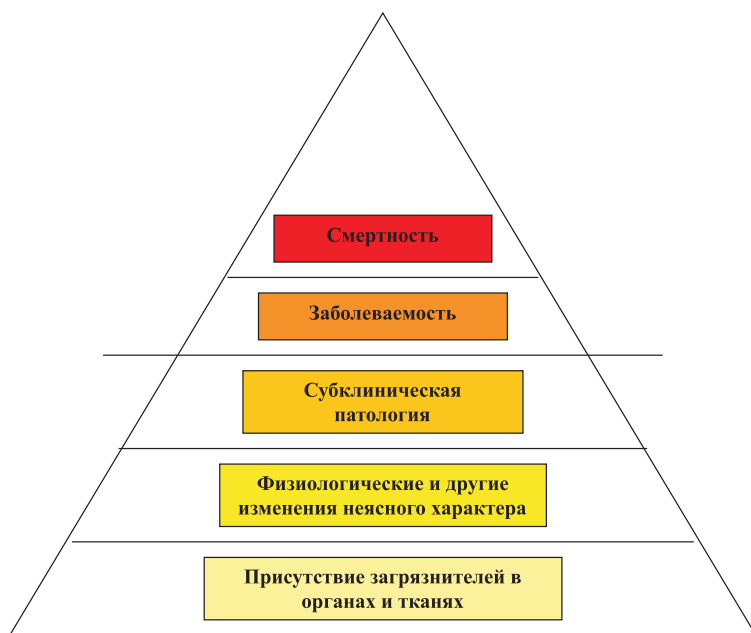 Смертность
Заболеваемость
Субклиническая
патология
Физиологические и другие
изменения неясного характера
Присутствие загрязнителей в
органах и тканях